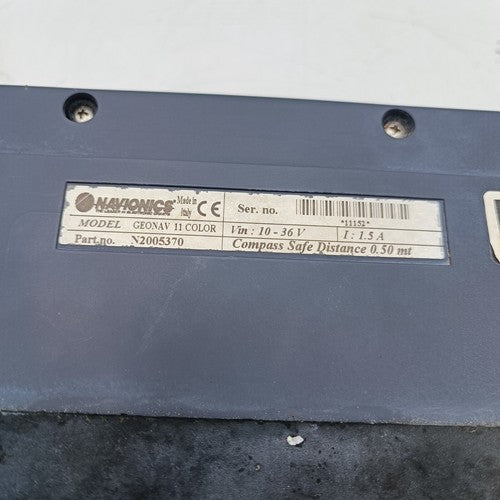 NAVIONICS Made in Italy CE
MODEL GEONAV 11 COLOR
Part.no. N2005370
Ser. no. *11152*
Vin : 10 - 36 V I : 1.5 A
Compass Safe Distance 0.50 mt